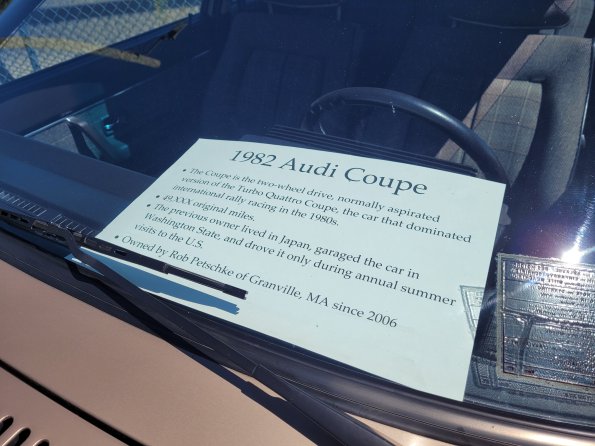 1982 Audi Coupe
• The Coupe is the two-wheel drive, normally aspirated
version of the Turbo Quattro Coupe, the car that dominated
international rally racing in the 1980s.
• 49,XXX original miles.
• The previous owner lived in Japan, garaged the car in
Washington State, and drove it only during annual summer
visits to the U.S.
• Owned by Rob Petschke of Granville, MA since 2006